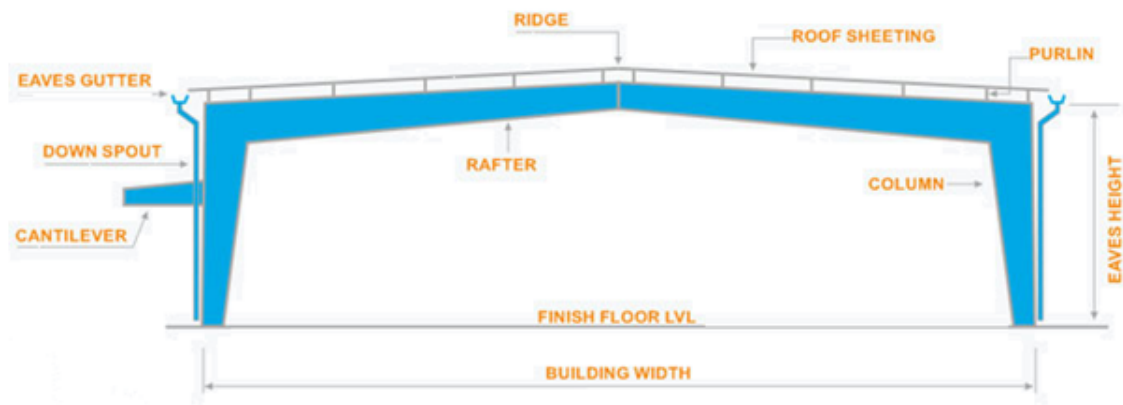 RIDGE
ROOF SHEETING
PURLIN
EAVES GUTTER
DOWN SPOUT
RAFTER
COLUMN
CANTILEVER
EAVES HEIGHT
FINISH FLOOR LVL
BUILDING WIDTH